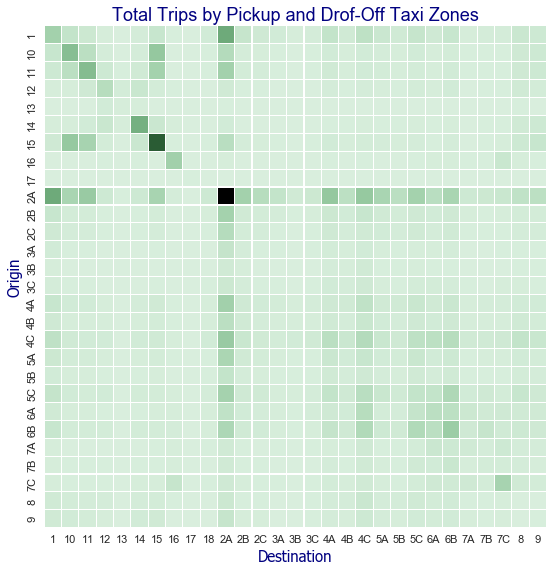 Total Trips by Pickup and Drof-Off Taxi Zones
Origin
1
10
11
12
13
14
15
16
17
2A
2B
2C
3A
3B
3C
4A
4B
4C
5A
5B
5C
6A
6B
7A
7B
7C
8
9
1 10 11 12 13 14 15 16 17 18 2A 2B 2C 3A 3B 3C 4A 4B 4C 5A 5B 5C 6A 6B 7A 7B 7C 8 9
Destination